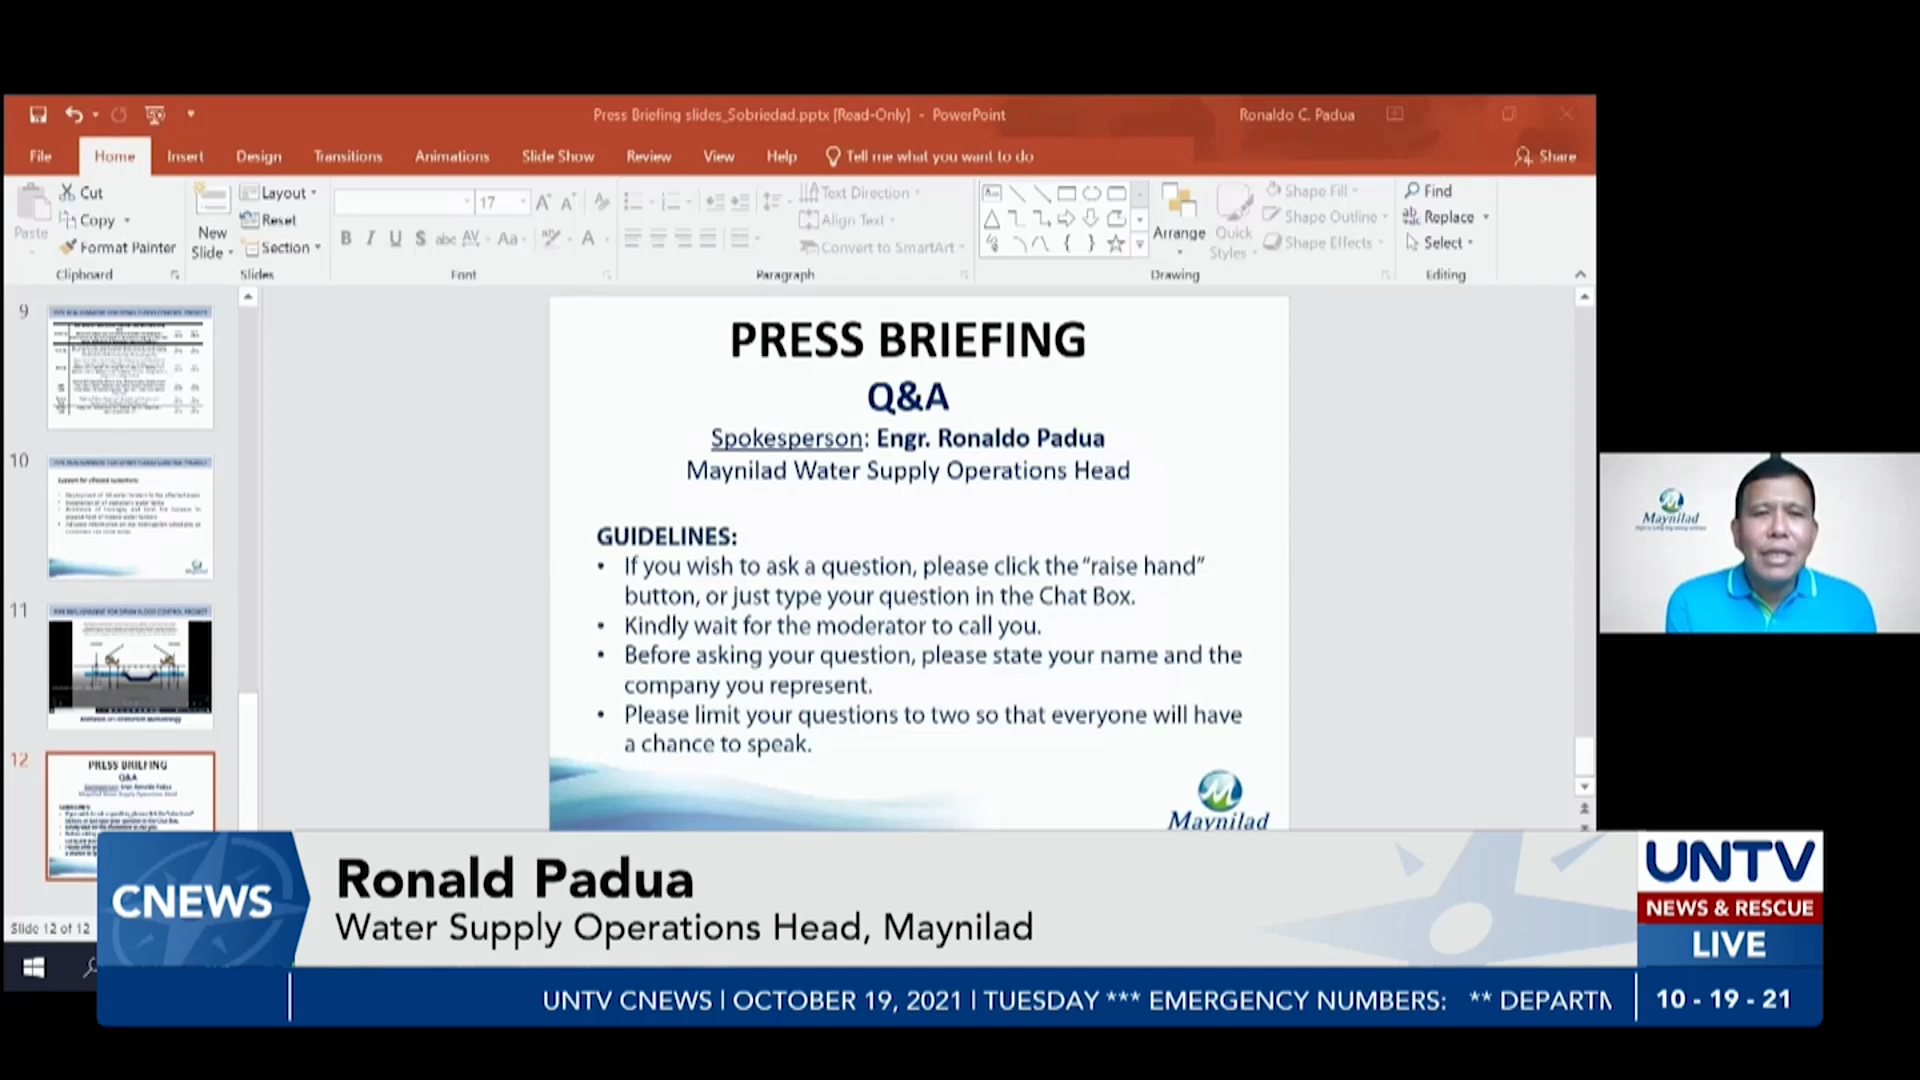 Press Briefing slides_Sobriedad.pptx [Read-Only] - PowerPoint
Ronaldo C. Padua
File Home Insert Design Transitions Animations Slide Show Review View Help Tell me what you want to do Share
Paste
Cut
Copy
Format Painter
Clipboard
New Slide
Layout
Reset
Section
Slides
17
B I U S abc AV Aa A
Font
Text Direction
Align Text
Convert to SmartArt
Paragraph
Arrange
Quick Styles
Shape Fill
Shape Outline
Shape Effects
Drawing
Find
Replace
Select
Editing
9
10
11
12
PRESS BRIEFING
Q&A
PRESS BRIEFING
Q&A
Spokesperson: Engr. Ronaldo Padua
Maynilad Water Supply Operations Head
GUIDELINES:
• If you wish to ask a question, please click the “raise hand”
button, or just type your question in the Chat Box.
• Kindly wait for the moderator to call you.
• Before asking your question, please state your name and the
company you represent.
• Please limit your questions to two so that everyone will have
a chance to speak.
Maynilad
Maynilad
Slide 12 of 12
CNEWS
Ronald Padua
Water Supply Operations Head, Maynilad
UNTV
NEWS & RESCUE
LIVE
UNTV CNEWS | OCTOBER 19, 2021 | TUESDAY *** EMERGENCY NUMBERS: ** DEPARTM
10 - 19 - 21